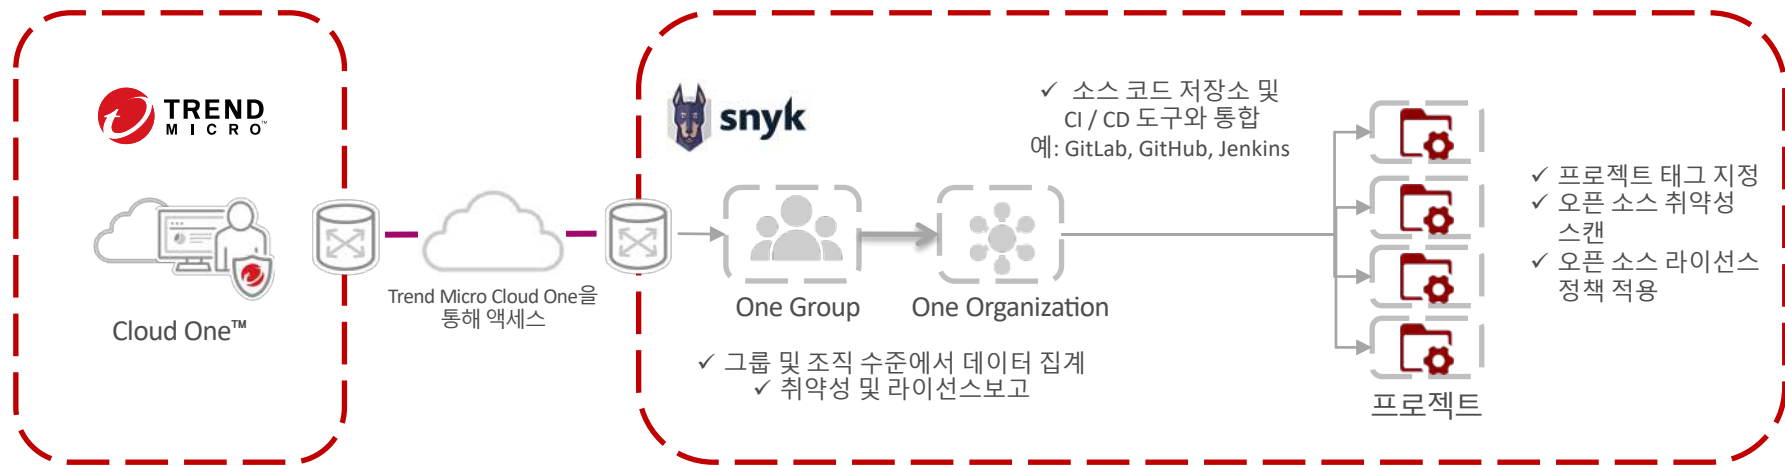 TREND
MICRO™
Cloud One™
Trend Micro Cloud One을
통해 액세스
snyk
One Group
One Organization
✓ 그룹 및 조직 수준에서 데이터 집계
✓ 취약성 및 라이선스보고
✓ 소스 코드 저장소 및
CI / CD 도구와 통합
예: GitLab, GitHub, Jenkins
프로젝트
✓ 프로젝트 태그 지정
✓ 오픈 소스 취약성
스캔
✓ 오픈 소스 라이선스
정책 적용